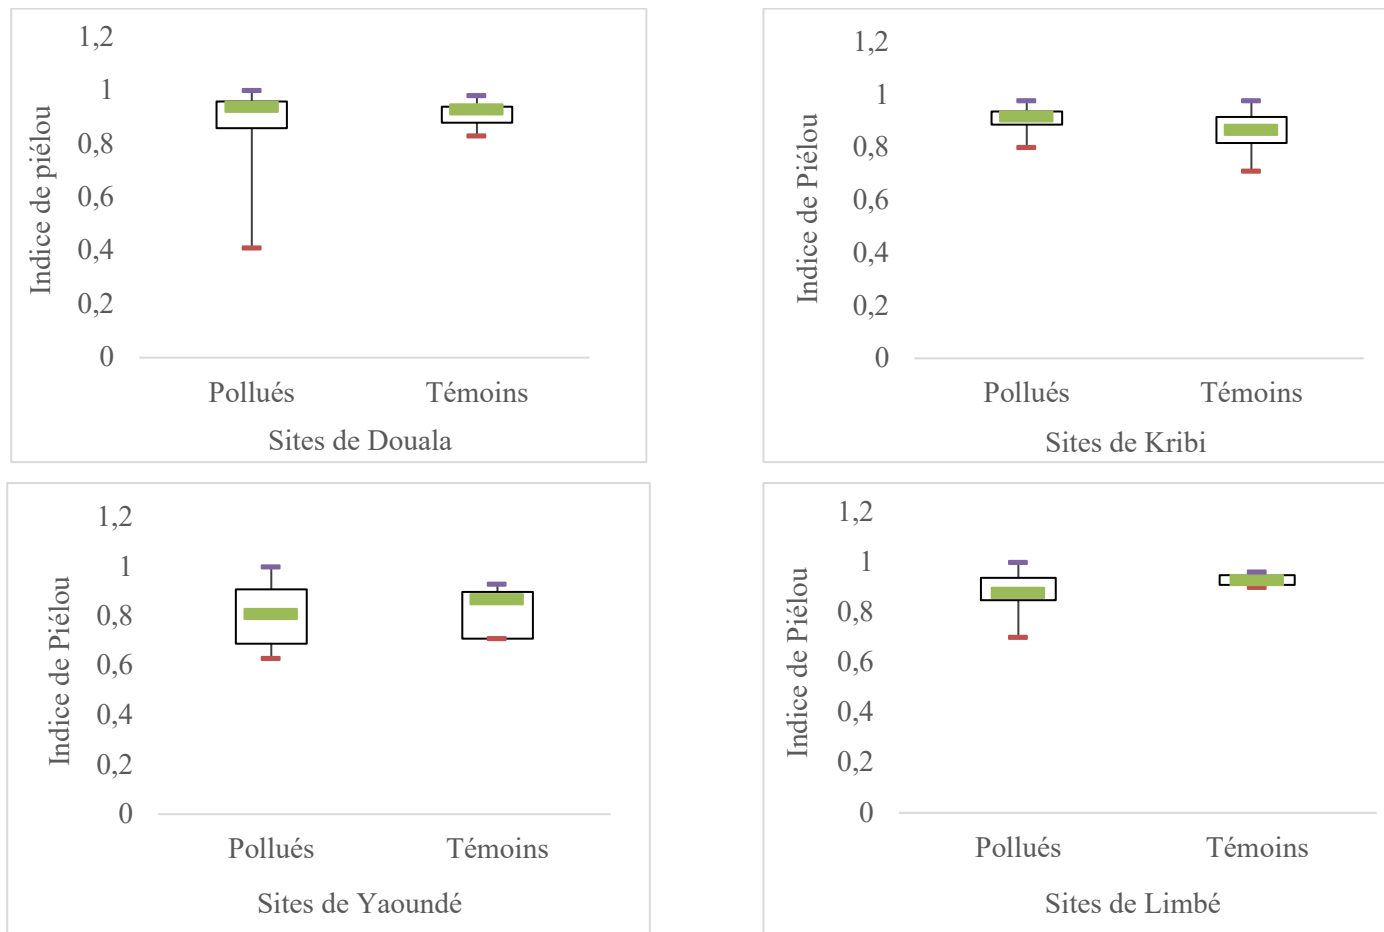 Indice de piélou
1,2
1
0,8
0,6
0,4
0,2
0
Pollués Témoins
Sites de Douala
Indice de Piélou
1,2
1
0,8
0,6
0,4
0,2
0
Pollués Témoins
Sites de Kribi
Indice de Piélou
1,2
1
0,8
0,6
0,4
0,2
0
Pollués Témoins
Sites de Yaoundé
Indice de Piélou
1,2
1
0,8
0,6
0,4
0,2
0
Pollués Témoins
Sites de Limbé